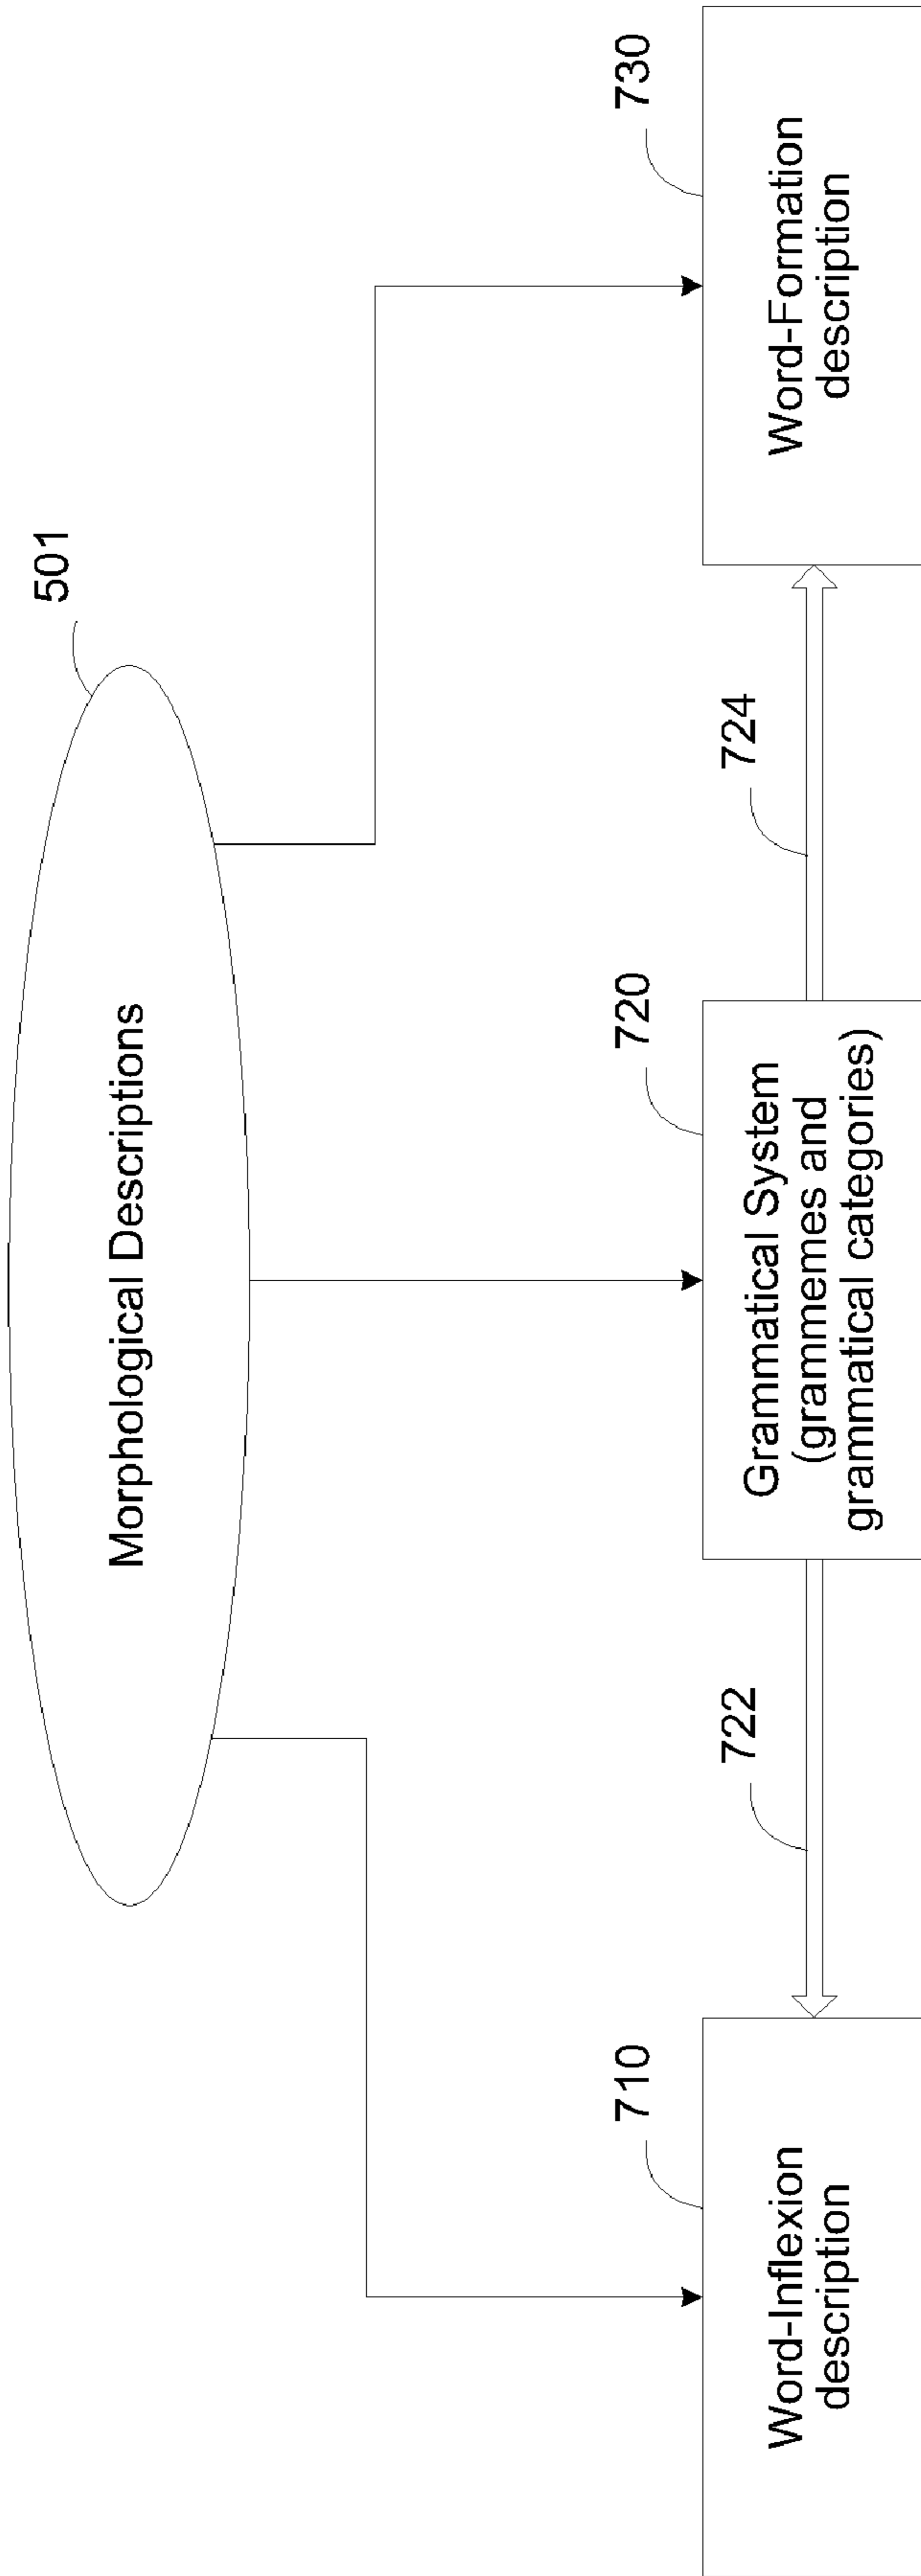 501
Morphological Descriptions
710
720
730
Word-Inflexion
description
722
Grammatical System
(grammemes and
grammatical categories)
724
Word-Formation
description